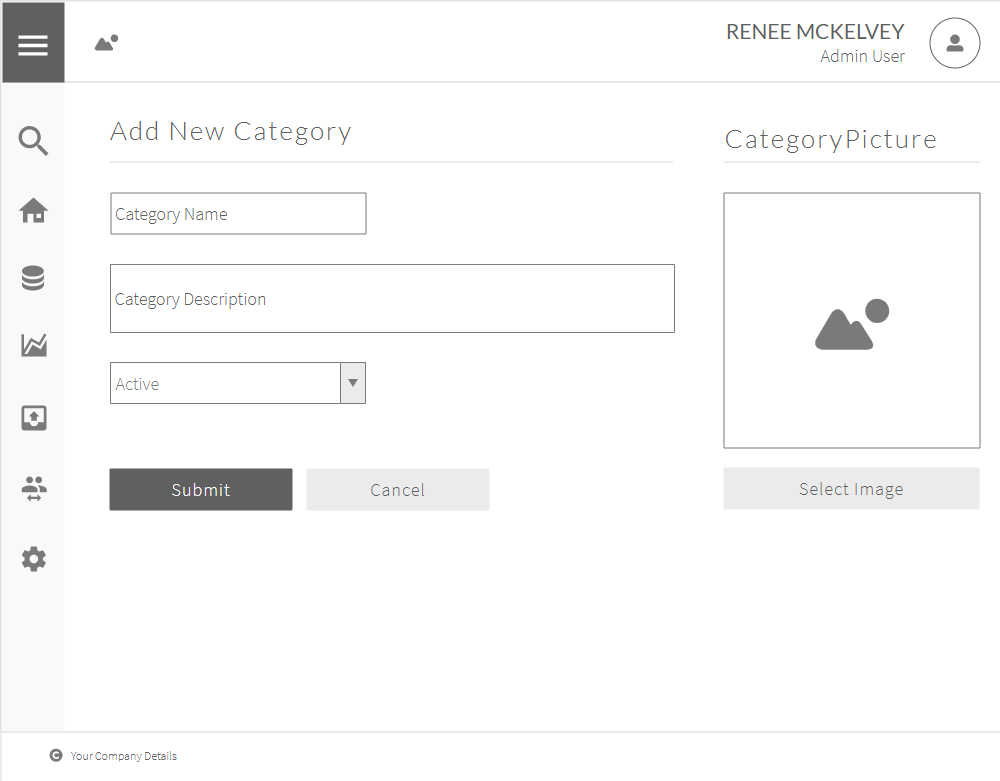 RENEE MCKELVEY
Admin User
Add New Category
CategoryPicture
Category Name
Category Description
Active
Submit
Cancel
Select Image
Your Company Details